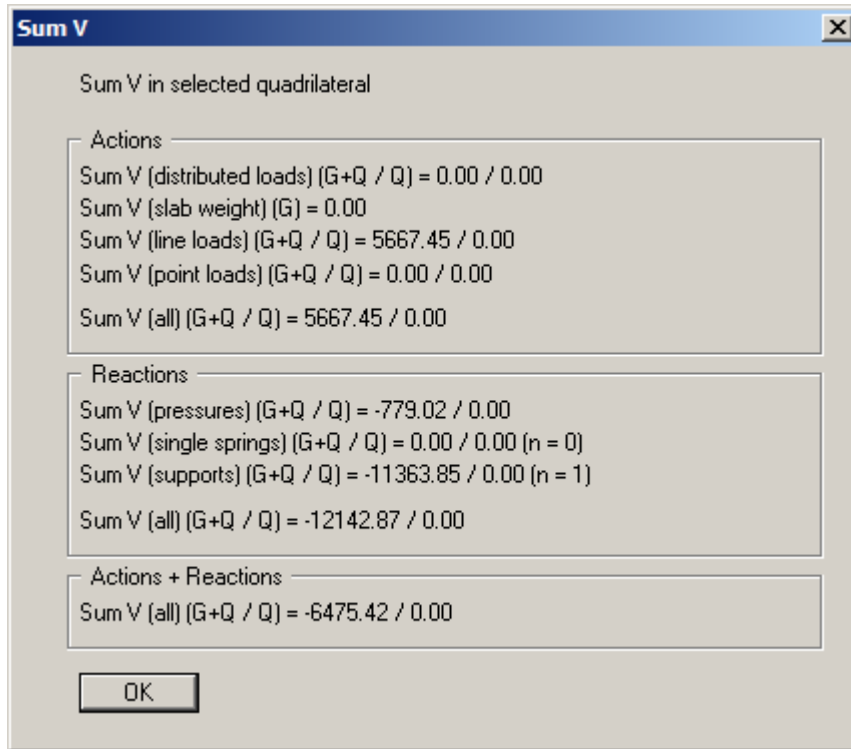 Sum V
Sum V in selected quadrilateral
Actions
Sum V (distributed loads) (G+Q / Q) = 0.00 / 0.00
Sum V (slab weight) (G) = 0.00
Sum V (line loads) (G+Q / Q) = 5667.45 / 0.00
Sum V (point loads) (G+Q / Q) = 0.00 / 0.00
Sum V (all) (G+Q / Q) = 5667.45 / 0.00
Reactions
Sum V (pressures) (G+Q / Q) = -779.02 / 0.00
Sum V (single springs) (G+Q / Q) = 0.00 / 0.00 (n = 0)
Sum V (supports) (G+Q / Q) = -11363.85 / 0.00 (n = 1)
Sum V (all) (G+Q / Q) = -12142.87 / 0.00
Actions + Reactions
Sum V (all) (G+Q / Q) = -6475.42 / 0.00
OK